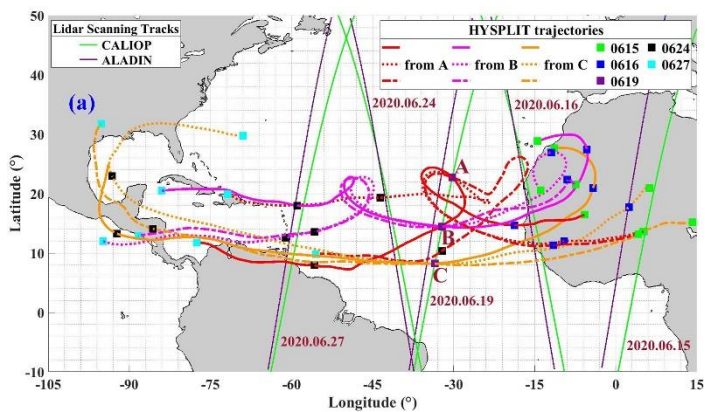 Lidar Scanning Tracks
CALIOP
ALADIN
HYSPLIT trajectories
from A
from B
from C
0615
0616
0619
0624
0627
(a)
2020.06.24
2020.06.16
A
B
C
2020.06.19
2020.06.27
2020.06.15
50
40
30
20
10
0
-10
Latitude (°)
-105
-90
-75
-60
-45
-30
-15
0
15
Longitude (°)